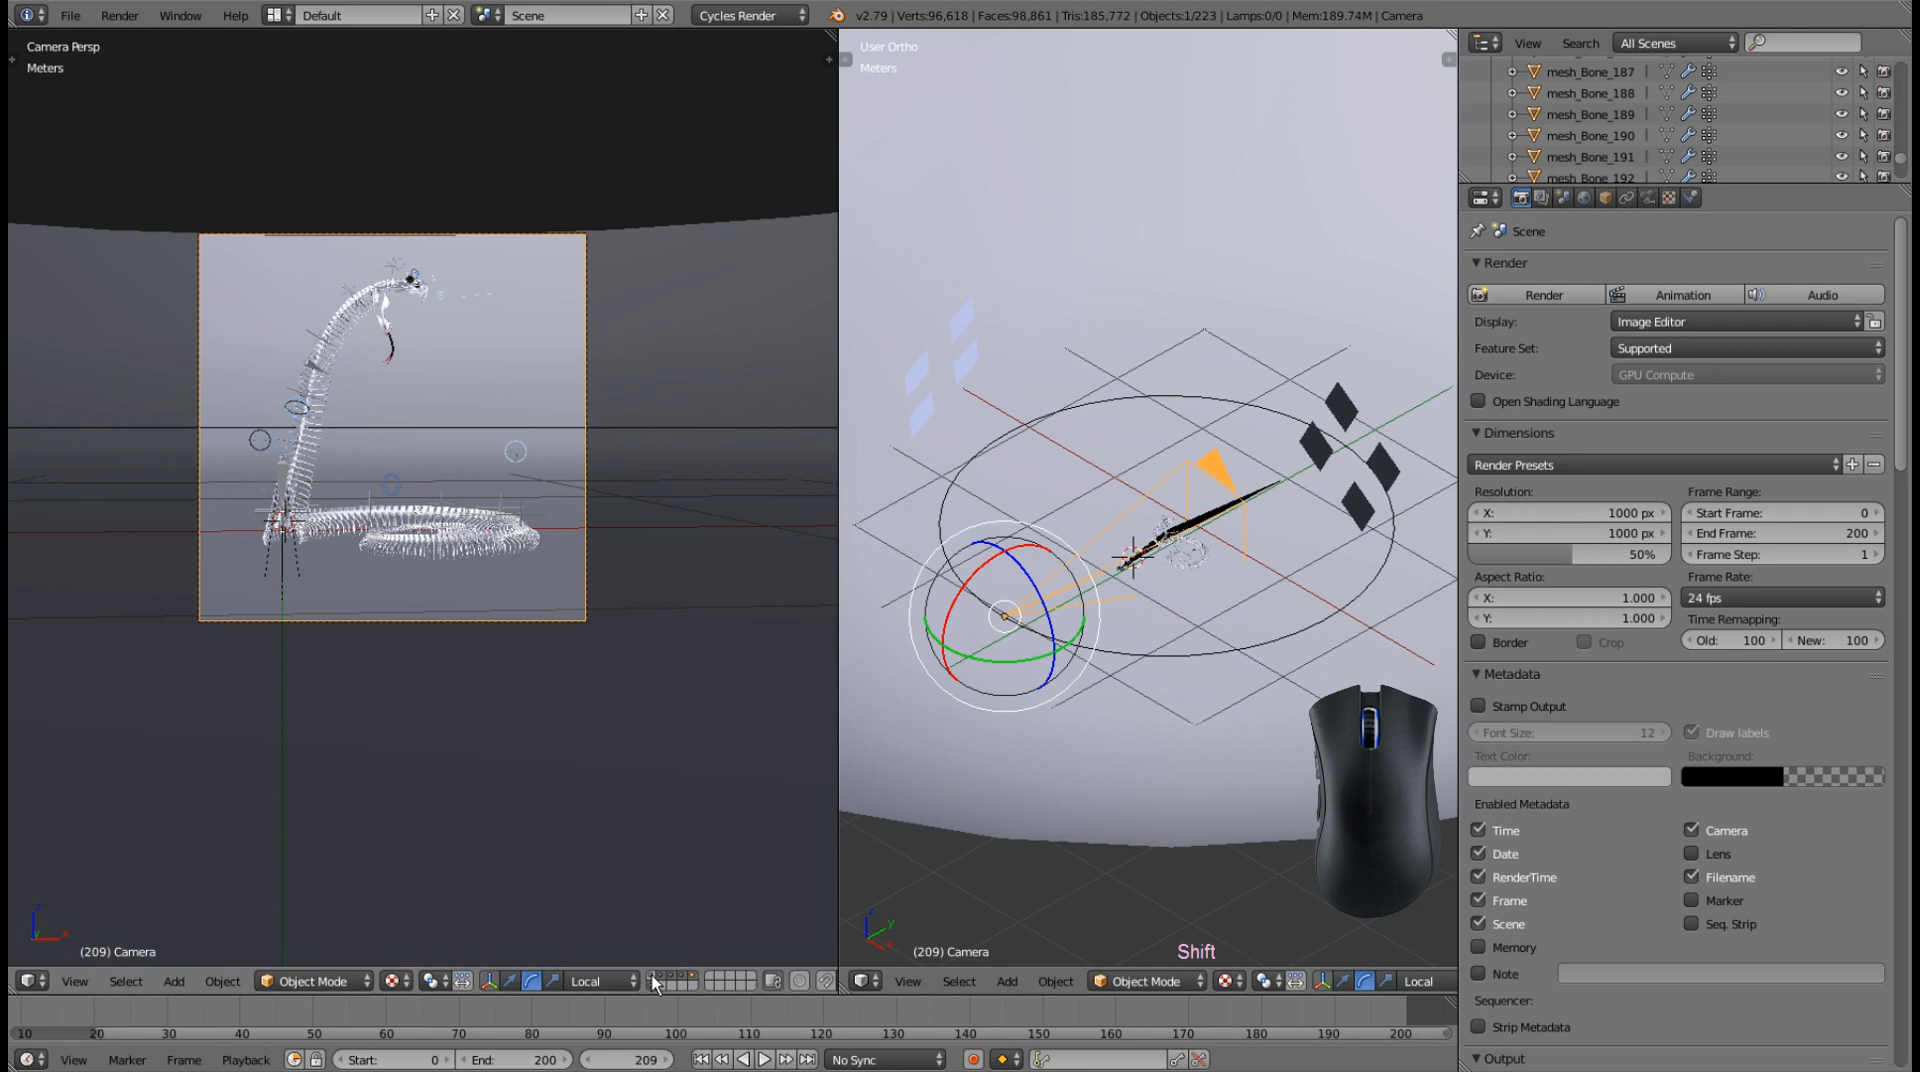 File Render Window Help Default Scene Cycles Render v2.79 | Verts:96,618 | Faces:98,861 | Tris:185,772 | Objects:1/223 | Lamps:0/0 | Mem:189.74M | Camera
Camera Persp
Meters
(209) Camera
View Select Add Object Object Mode Local
User Ortho
Meters
Shift
(209) Camera
View Select Add Object Object Mode Local
10 20 30 40 50 60 70 80 90 100 110 120 130 140 150 160 170 180 190 200
View Marker Frame Playback Start: 0 End: 200 209 No Sync
View Search All Scenes
mesh_Bone_187
mesh_Bone_188
mesh_Bone_189
mesh_Bone_190
mesh_Bone_191
mesh_Bone_192
Scene
Render
Render Animation Audio
Display: Image Editor
Feature Set: Supported
Device: GPU Compute
Open Shading Language
Dimensions
Render Presets
Resolution: Frame Range:
X: 1000 px Start Frame: 0
Y: 1000 px End Frame: 200
50% Frame Step: 1
Aspect Ratio: Frame Rate:
X: 1.000 24 fps
Y: 1.000 Time Remapping:
Border Crop Old: 100 New: 100
Metadata
Stamp Output
Font Size: 12 Draw labels
Text Color: Background:
Enabled Metadata
Time Camera
Date Lens
RenderTime Filename
Frame Marker
Scene Seq. Strip
Memory
Note
Sequencer:
Strip Metadata
Output